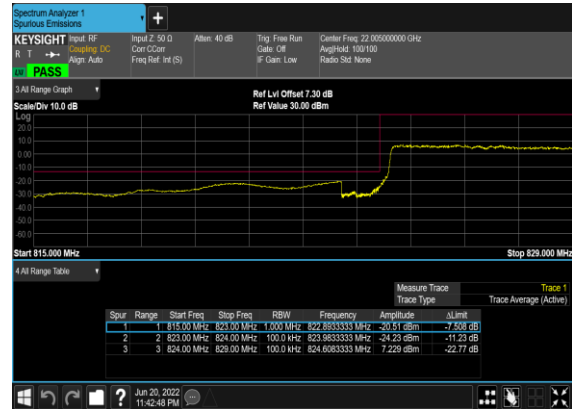 Spectrum Analyzer 1
Spurious Emissions
+
KEYSIGHT Input: RF Input Z: 50 Ω Atten: 40 dB Trig: Free Run Center Freq: 22.005000000 GHz
R T Coupling: DC Corr CCorr Gate: Off Avg|Hold: 100/100
Align: Auto Freq Ref: Int (S) IF Gain: Low Radio Std: None
PASS
3 All Range Graph
Ref Lvl Offset 7.30 dB
Scale/Div 10.0 dB Ref Value 30.00 dBm
Log
20.0
10.0
0.00
-10.0
-20.0
-30.0
-40.0
-50.0
-60.0
Start 815.000 MHz Stop 829.000 MHz
4 All Range Table
Measure Trace Trace 1
Trace Type Trace Average (Active)
Spur Range Start Freq Stop Freq RBW Frequency Amplitude ΔLimit
1 1 815.00 MHz 823.00 MHz 1.000 MHz 822.8933333 MHz -20.51 dBm -7.508 dB
2 2 823.00 MHz 824.00 MHz 100.0 kHz 823.9833333 MHz -24.23 dBm -11.23 dB
3 3 824.00 MHz 829.00 MHz 100.0 kHz 824.6083333 MHz 7.229 dBm -22.77 dB
?
Jun 20, 2022
11:42:48 PM